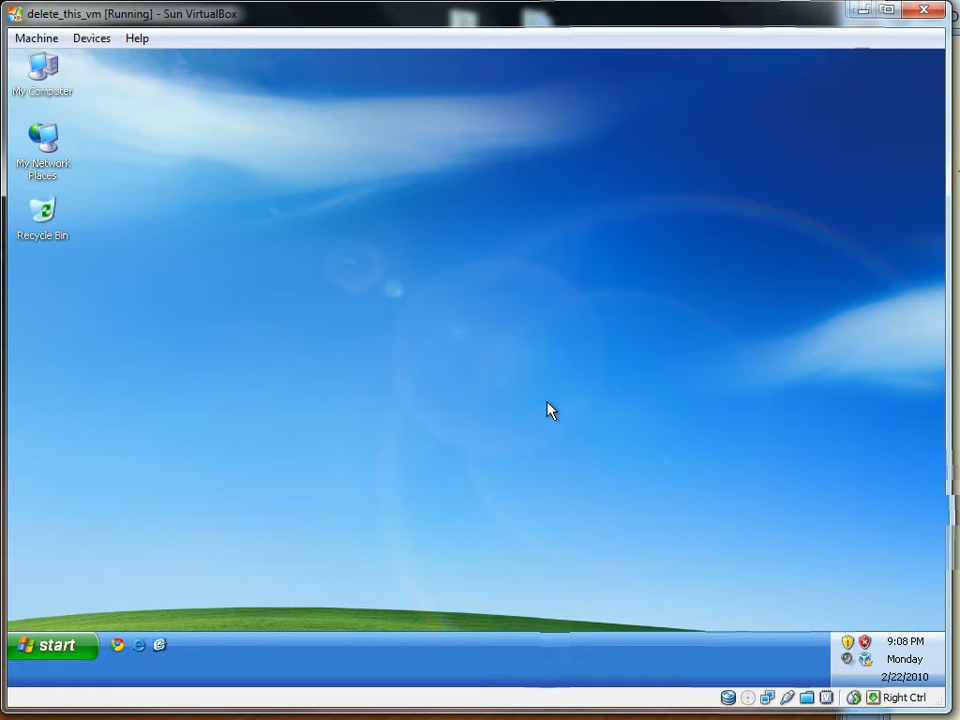 delete_this_vm [Running] - Sun VirtualBox
Machine Devices Help
My Computer
My Network
Places
Recycle Bin
start
9:08 PM
Monday
2/22/2010
Right Ctrl